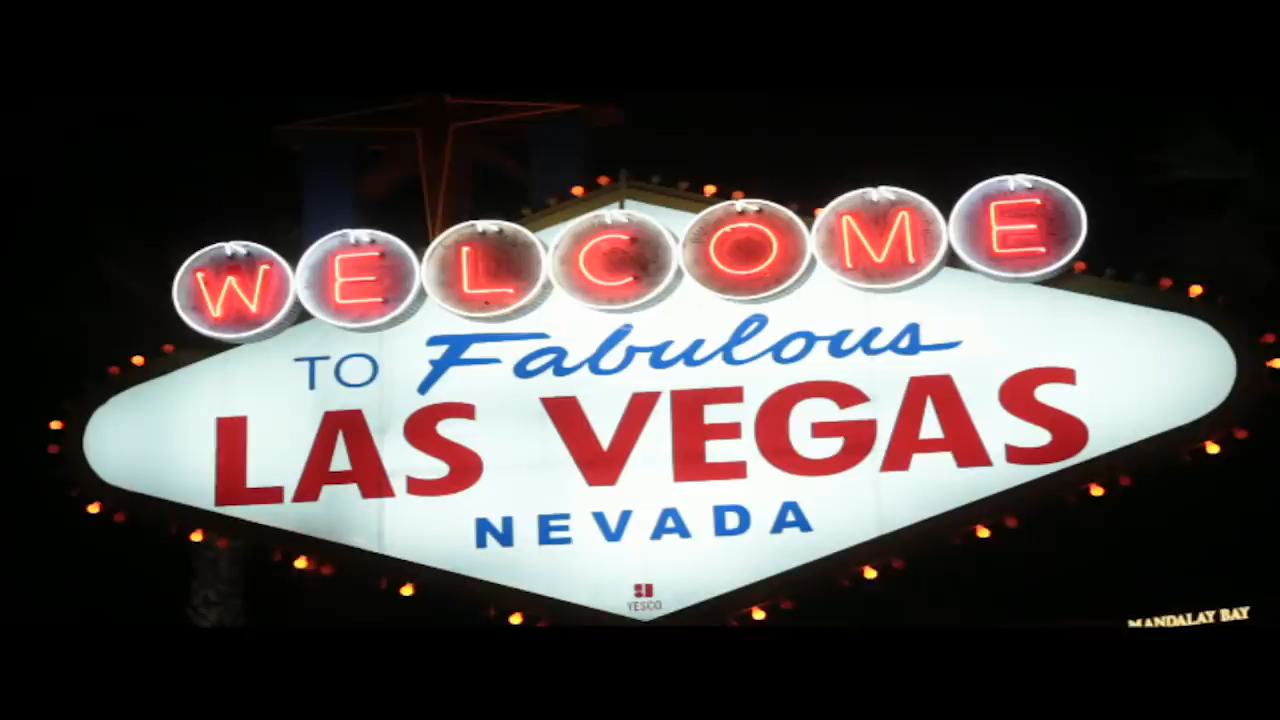 WELCOME
TO Fabulous
LAS VEGAS
NEVADA
YESCO
MANDALAY BAY